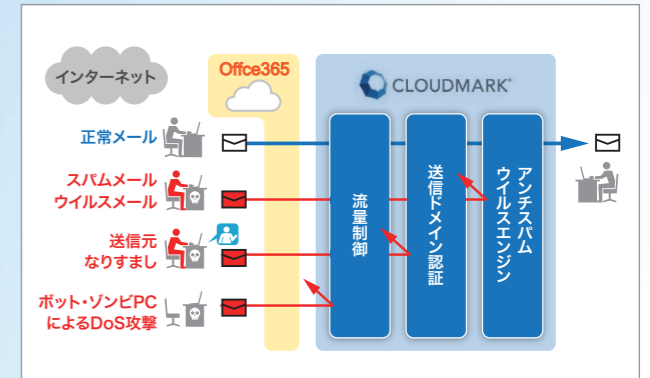 インターネット
Offce365
CLOUDMARK
正常メール
スパムメール
ウイルスメール
送信元
なりすまし
ボット・ゾンビPC
によるDoS攻撃
流量制御
送信ドメイン認証
アンチスパム
ウイルスエンジン